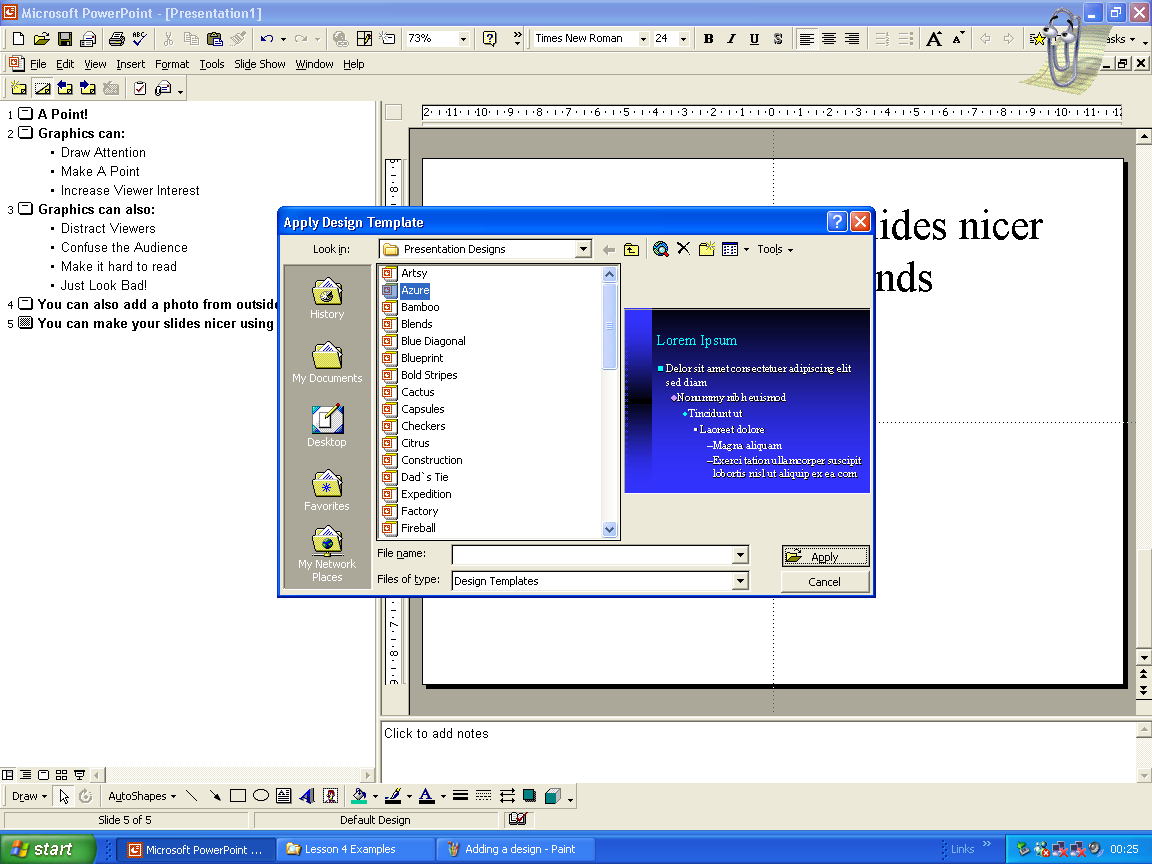 Microsoft PowerPoint - [Presentation1]
73%
Times New Roman
24
B I U S
A A
asks
File Edit View Insert Format Tools Slide Show Window Help
1 A Point!
2 Graphics can:
• Draw Attention
• Make A Point
• Increase Viewer Interest
3 Graphics can also:
• Distract Viewers
• Confuse the Audience
• Make it hard to read
• Just Look Bad!
4 You can also add a photo from outside
5 You can make your slides nicer using
lides nicer
nds
Apply Design Template
Look in: Presentation Designs
Tools
History
My Documents
Desktop
Favorites
My Network
Places
Artsy
Azure
Bamboo
Blends
Blue Diagonal
Blueprint
Bold Stripes
Cactus
Capsules
Checkers
Citrus
Construction
Dad`s Tie
Expedition
Factory
Fireball
Lorem Ipsum
Delor sit amet consectetuer adipiscing elit
sed diam
Nonummy nibh euismod
Tincidunt ut
• Laoreet dolore
–Magna aliquam
–Exerci tation ullamcorper suscipit
lobortis nisl ut aliquip ex ea com
File name:
Files of type: Design Templates
Apply
Cancel
Click to add notes
Draw AutoShapes
Slide 5 of 5
Default Design
start
Microsoft PowerPoint ...
Lesson 4 Examples
Adding a design - Paint
Links
00:25